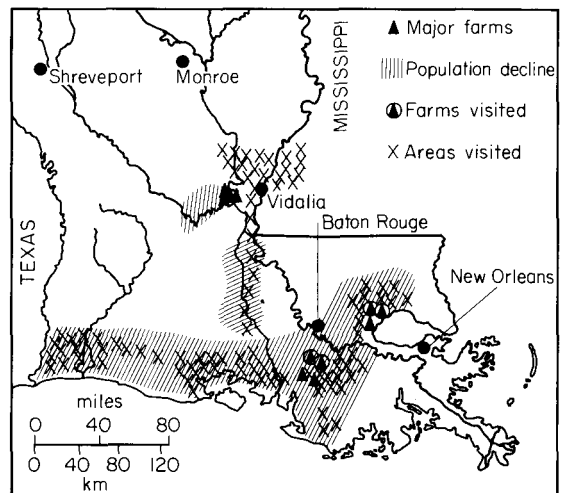 Major farms
Shreveport
Monroe
MISSISSIPPI
Population decline
Farms visited
Areas visited
Vidalia
Baton Rouge
TEXAS
New Orleans
miles
0 40 80
0 40 80 120
km